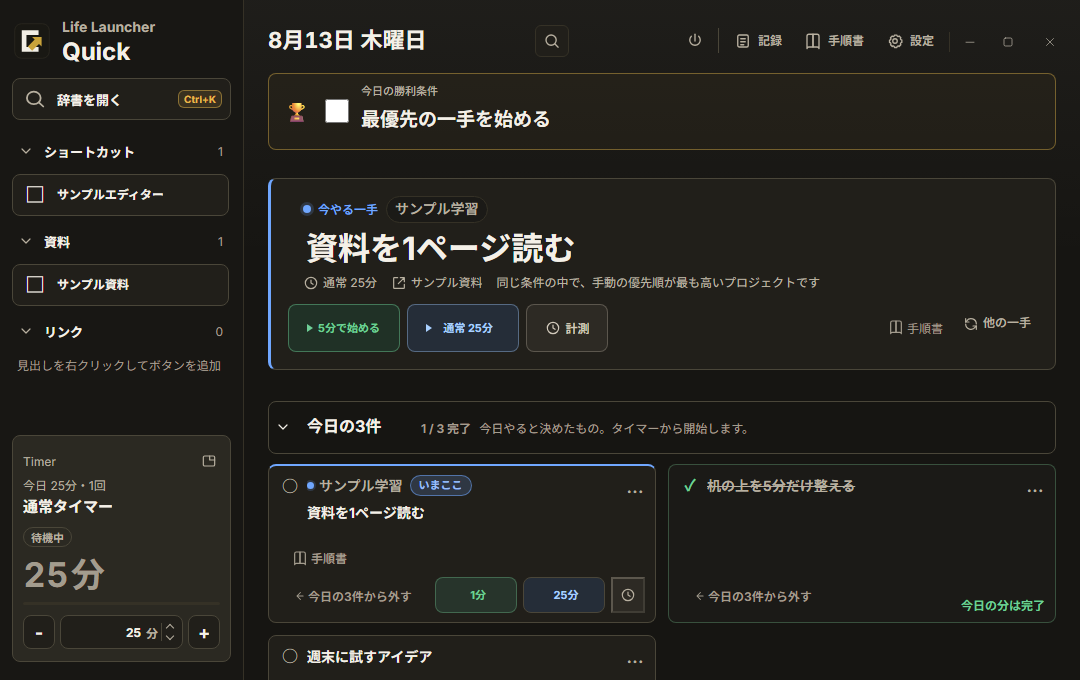 Life Launcher
Quick
辞書を開く Ctrl+K
ショートカット 1
サンプルエディター
資料 1
サンプル資料
リンク 0
見出しを右クリックしてボタンを追加
Timer
今日 25分・1回
通常タイマー
待機中
25分
- 25 分 +
8月13日 木曜日
記録 手順書 設定
今日の勝利条件
最優先の一手を始める
今やる一手 サンプル学習
資料を1ページ読む
通常 25分 サンプル資料 同じ条件の中で、手動の優先順が最も高いプロジェクトです
5分で始める 通常 25分 計測 手順書 他の一手
今日の3件 1 / 3 完了 今日やると決めたもの。タイマーから開始します。
サンプル学習 いまここ ...
資料を1ページ読む
手順書
← 今日の3件から外す 1分 25分
✓ 机の上を5分だけ整える ...
← 今日の3件から外す
今日の分は完了
週末に試すアイデア ...